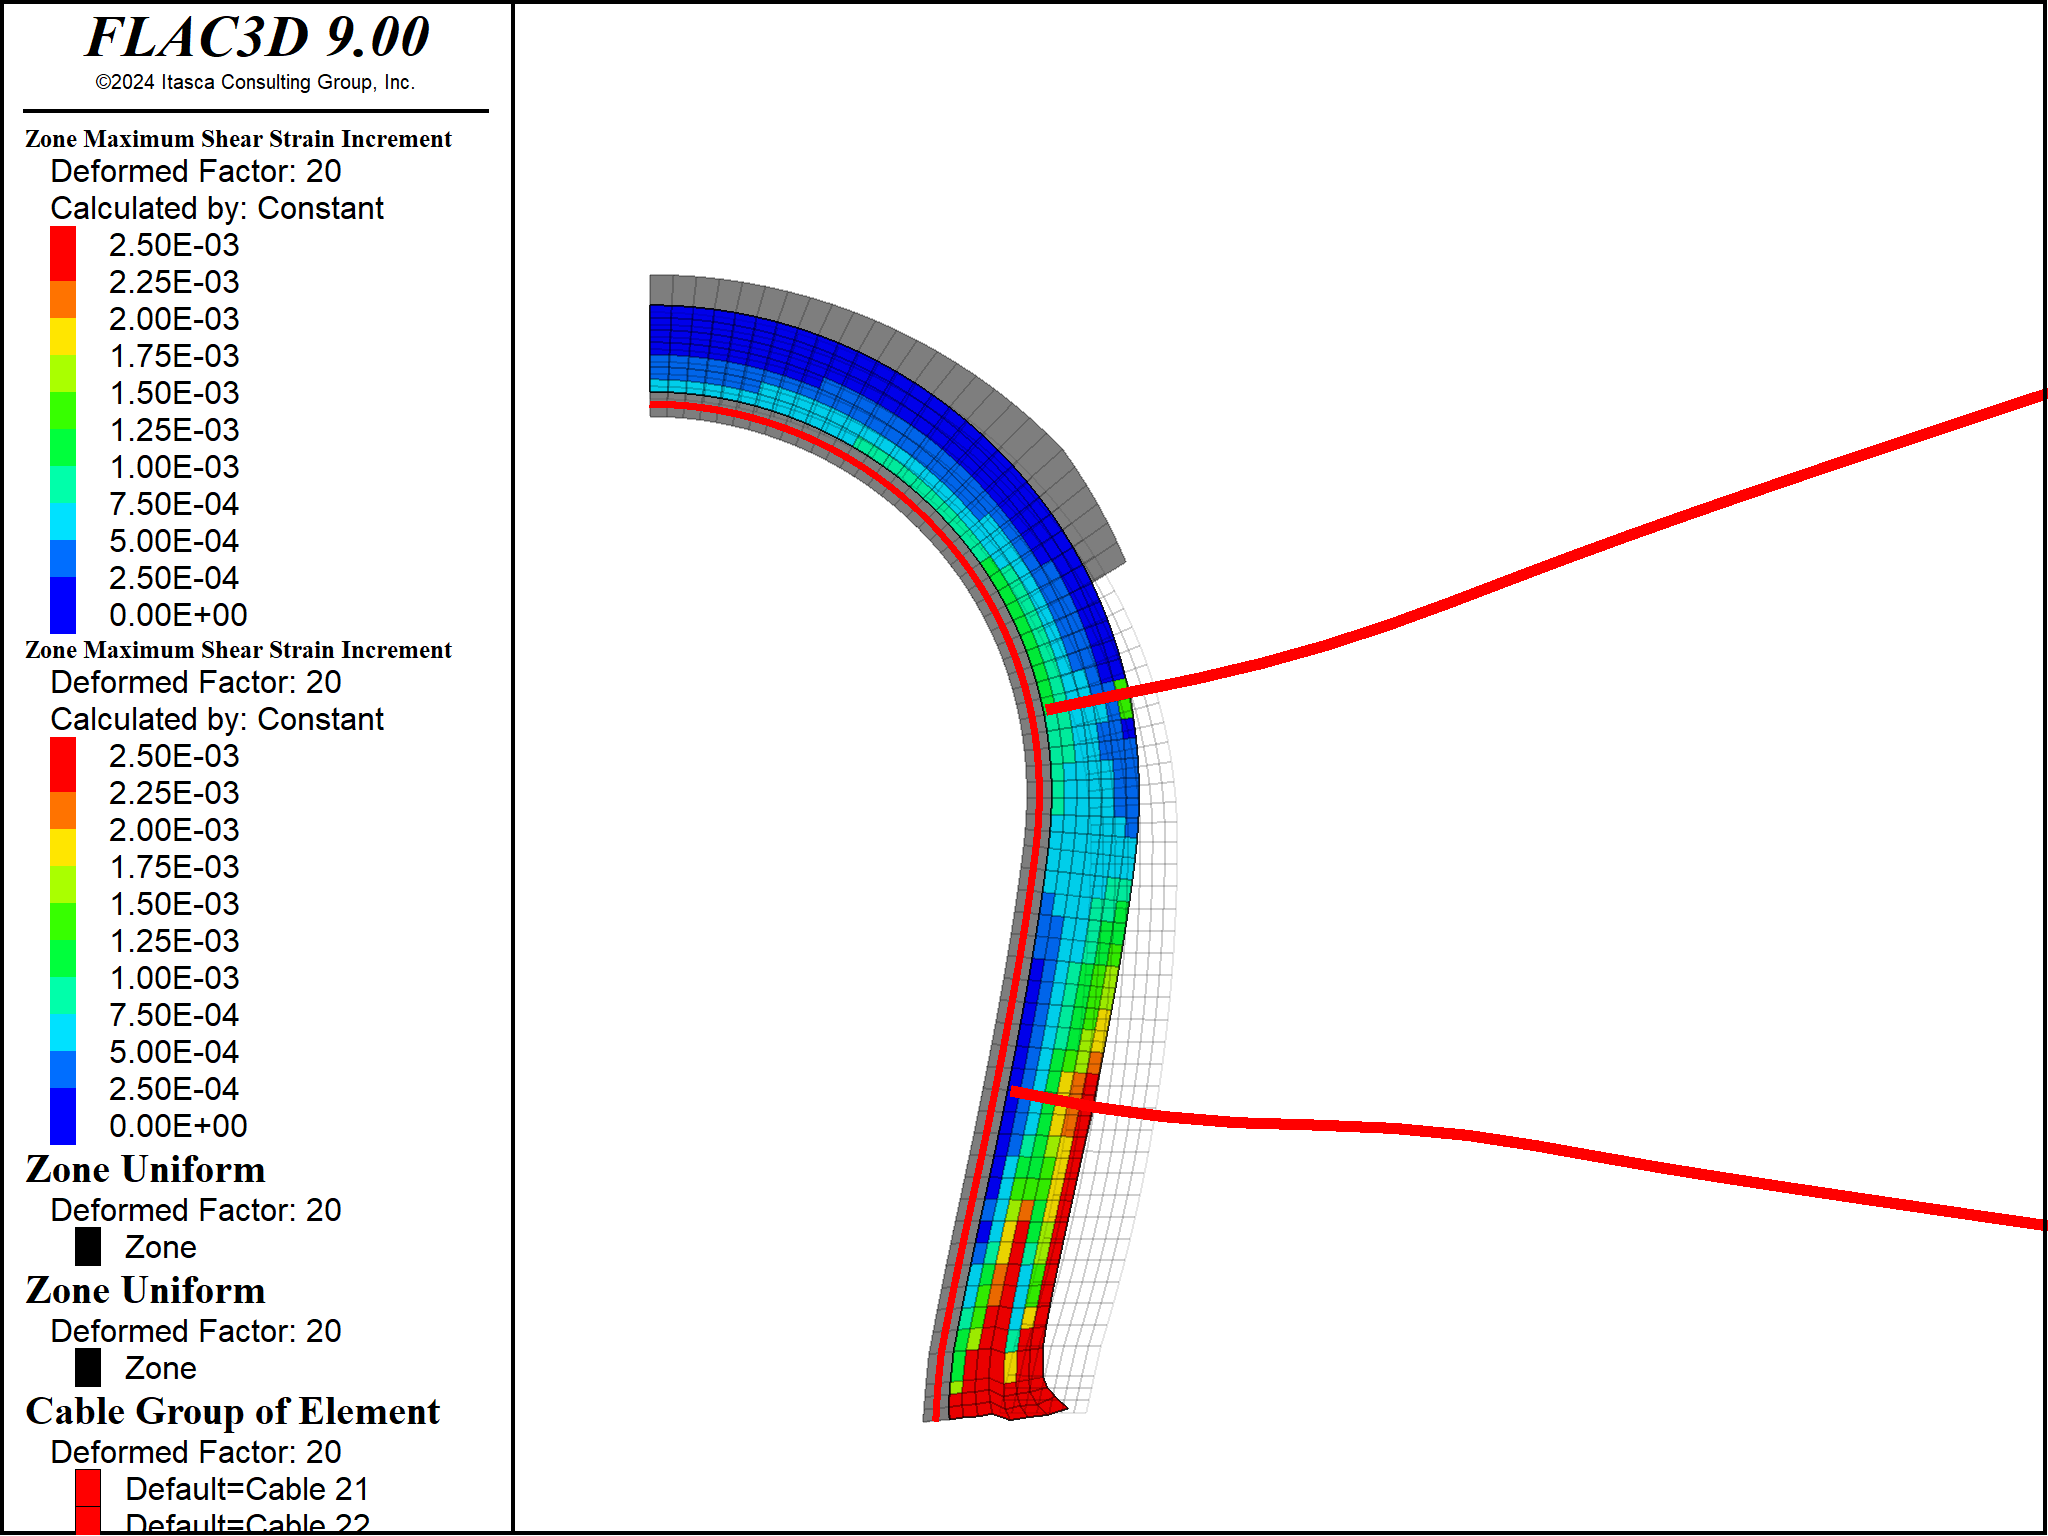 FLAC3D 9.00
©2024 Itasca Consulting Group, Inc.
Zone Maximum Shear Strain Increment
Deformed Factor: 20
Calculated by: Constant
2.50E-03
2.25E-03
2.00E-03
1.75E-03
1.50E-03
1.25E-03
1.00E-03
7.50E-04
5.00E-04
2.50E-04
0.00E+00
Zone Maximum Shear Strain Increment
Deformed Factor: 20
Calculated by: Constant
2.50E-03
2.25E-03
2.00E-03
1.75E-03
1.50E-03
1.25E-03
1.00E-03
7.50E-04
5.00E-04
2.50E-04
0.00E+00
Zone Uniform
Deformed Factor: 20
Zone
Zone Uniform
Deformed Factor: 20
Zone
Cable Group of Element
Deformed Factor: 20
Default=Cable 21
Default=Cable 22